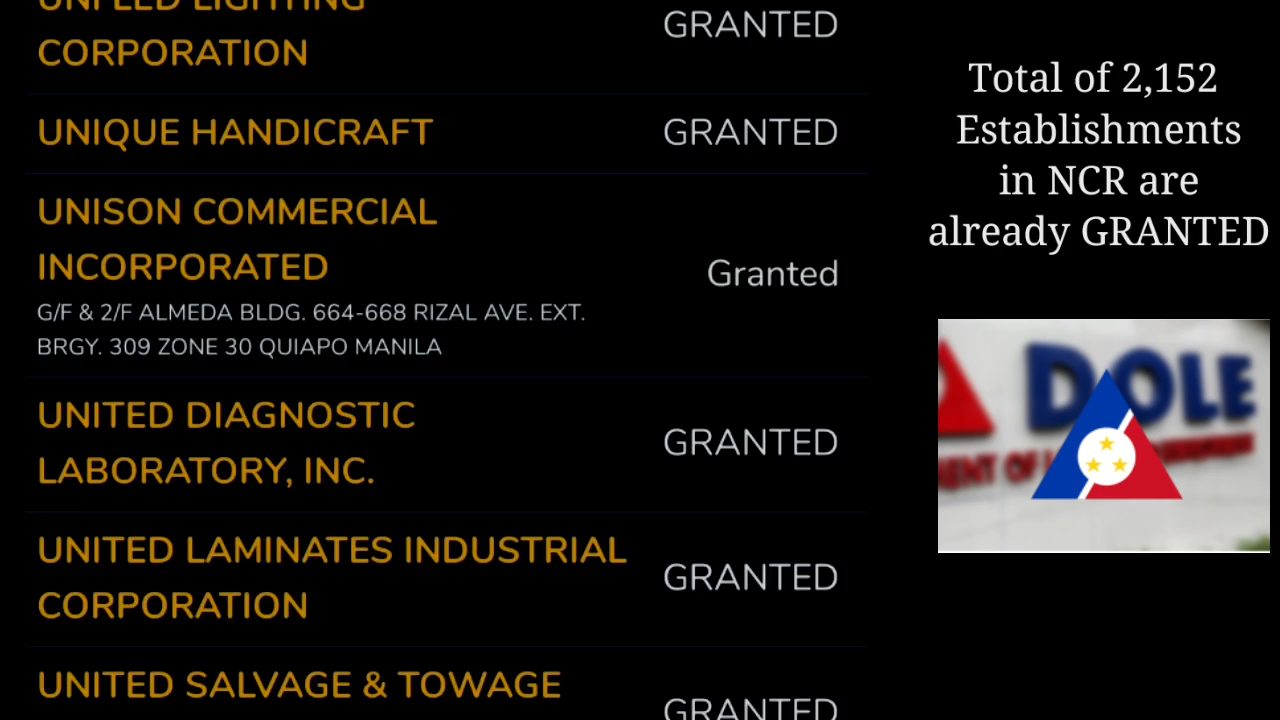 CORPORATION
GRANTED
UNIQUE HANDICRAFT
GRANTED
UNISON COMMERCIAL
INCORPORATED
Granted
G/F & 2/F ALMEDA BLDG. 664-668 RIZAL AVE. EXT.
BRGY. 309 ZONE 30 QUIAPO MANILA
UNITED DIAGNOSTIC
LABORATORY, INC.
GRANTED
UNITED LAMINATES INDUSTRIAL
CORPORATION
GRANTED
UNITED SALVAGE & TOWAGE
GRANTED
Total of 2,152
Establishments
in NCR are
already GRANTED
DOLE